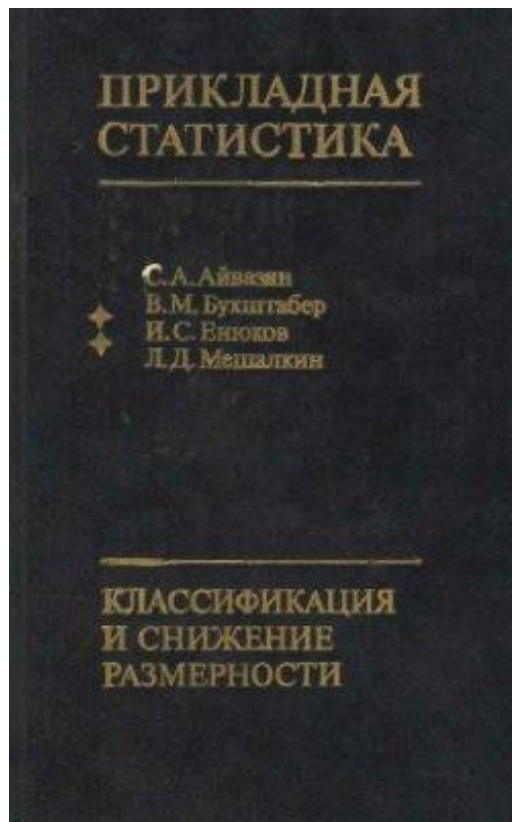 ПРИКЛАДНАЯ
СТАТИСТИКА
С. А. Айвазян
В. М. Бухштабер
И. С. Енюков
Л. Д. Мешалкин
КЛАССИФИКАЦИЯ
И СНИЖЕНИЕ
РАЗМЕРНОСТИ